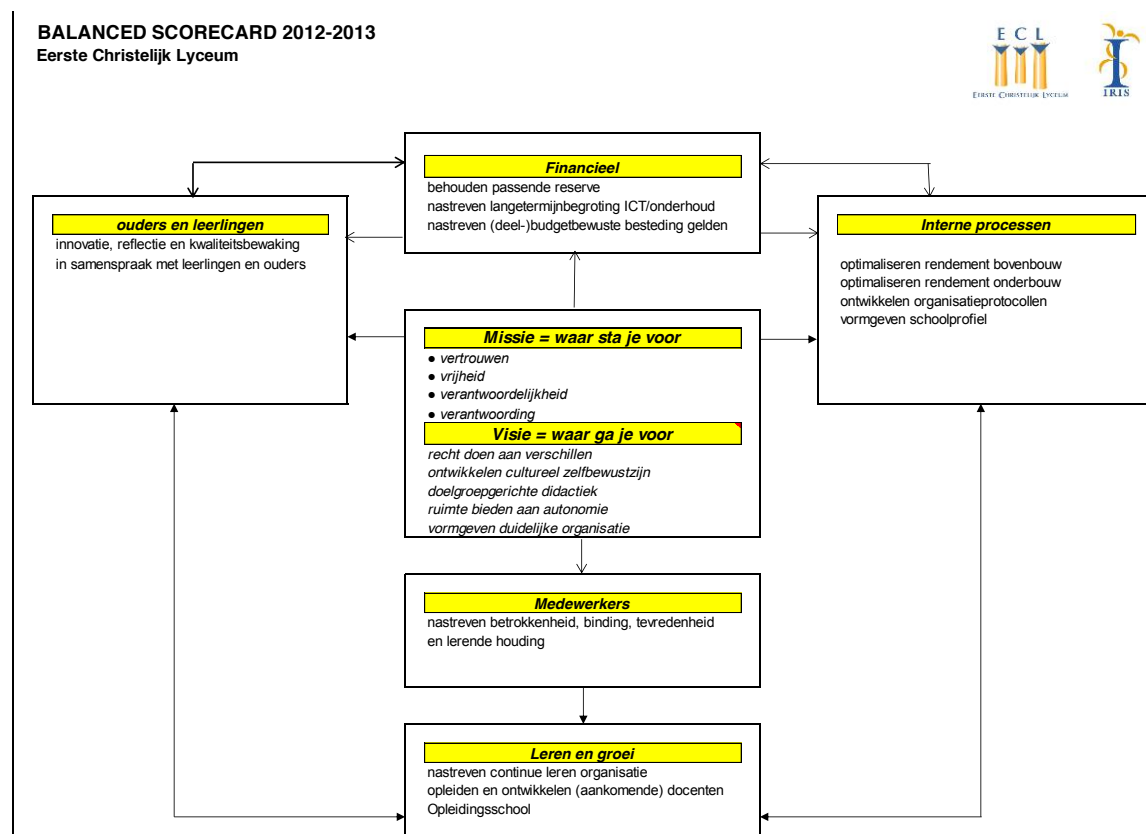 BALANCED SCORECARD 2012-2013
Eerste Christelijk Lyceum
E C L
EERSTE CHRISTELIJK LYCEUM
IRIS
Financieel
behouden passende reserve
nastreven langetermijnbegroting ICT/onderhoud
nastreven (deel-)budgetbewuste besteding gelden
ouders en leerlingen
innovatie, reflectie en kwaliteitsbewaking
in samenspraak met leerlingen en ouders
Interne processen
optimaliseren rendement bovenbouw
optimaliseren rendement onderbouw
ontwikkelen organisatieprotocollen
vormgeven schoolprofiel
Missie = waar sta je voor
● vertrouwen
● vrijheid
● verantwoordelijkheid
● verantwoording
Visie = waar ga je voor
recht doen aan verschillen
ontwikkelen cultureel zelfbewustzijn
doelgroepgerichte didactiek
ruimte bieden aan autonomie
vormgeven duidelijke organisatie
Medewerkers
nastreven betrokkenheid, binding, tevredenheid
en lerende houding
Leren en groei
nastreven continue leren organisatie
opleiden en ontwikkelen (aankomende) docenten
Opleidingsschool